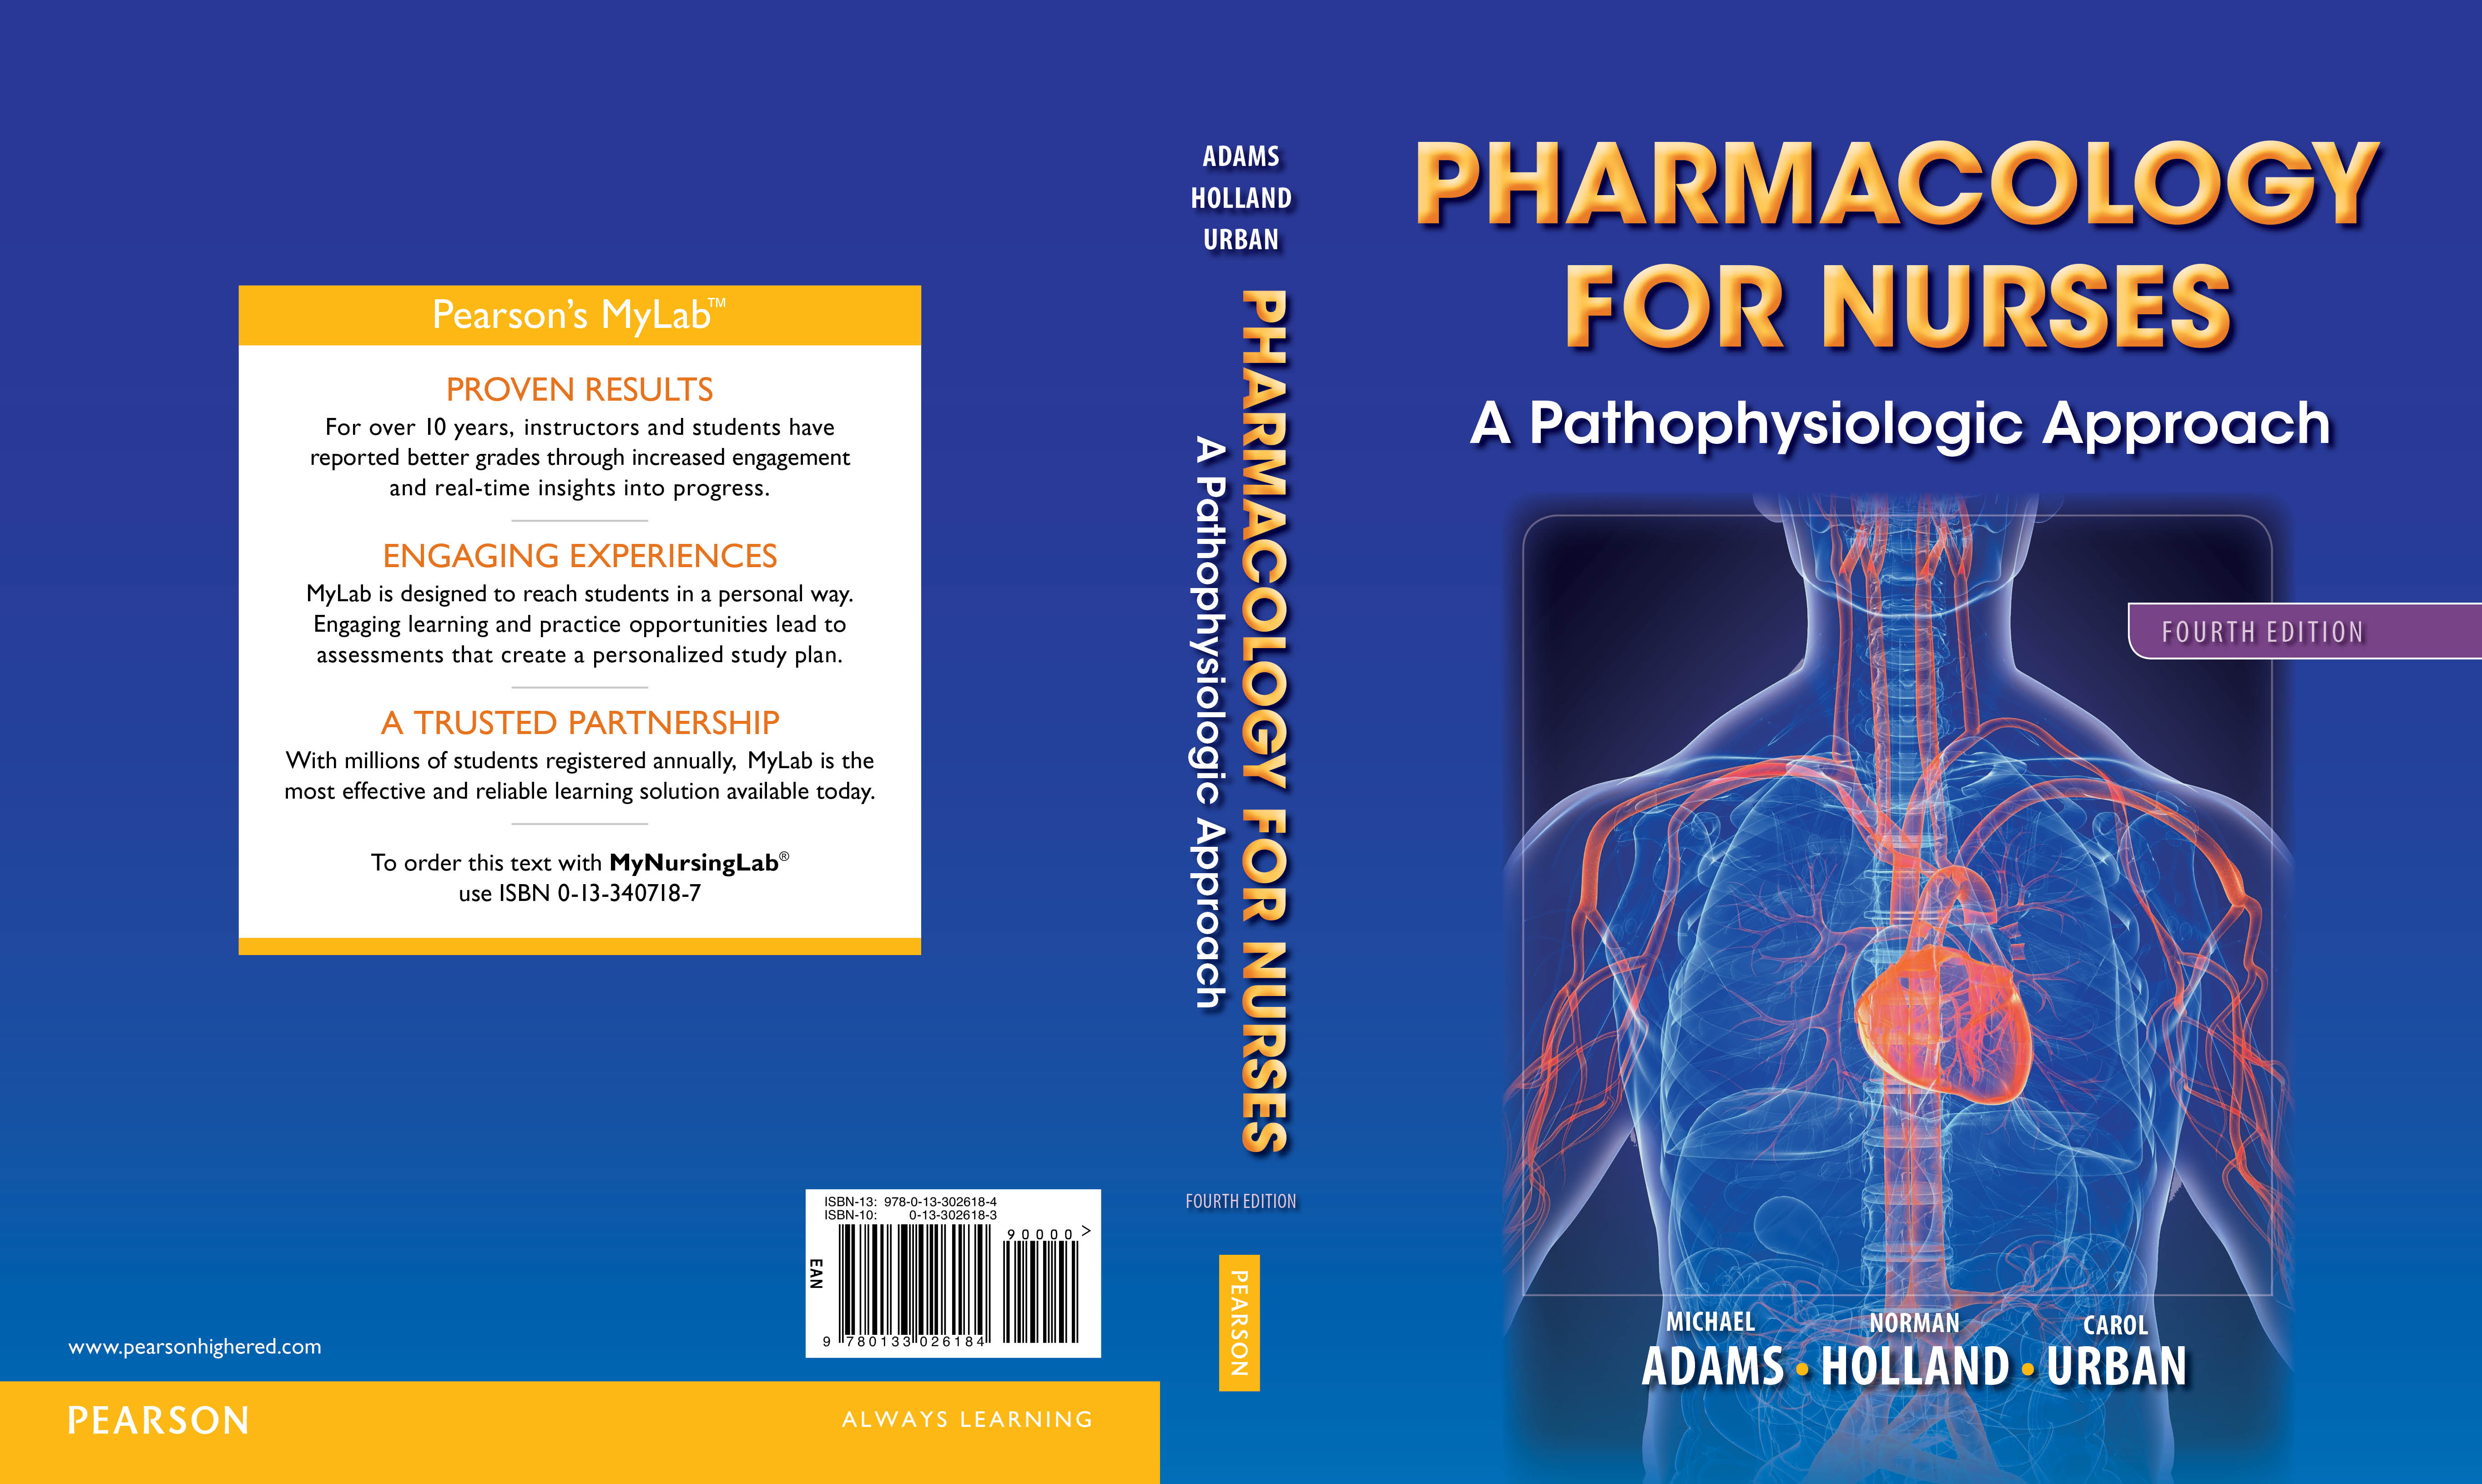 Pearson's MyLab™
PROVEN RESULTS
For over 10 years, instructors and students have
reported better grades through increased engagement
and real-time insights into progress.
ENGAGING EXPERIENCES
MyLab is designed to reach students in a personal way.
Engaging learning and practice opportunities lead to
assessments that create a personalized study plan.
A TRUSTED PARTNERSHIP
With millions of students registered annually, MyLab is the
most effective and reliable learning solution available today.
To order this text with MyNursingLab®
use ISBN 0-13-340718-7
ISBN-13: 978-0-13-302618-4
ISBN-10: 0-13-302618-3
90000>
EAN
9 780133 026184
www.pearsonhighered.com
PEARSON
ALWAYS LEARNING
ADAMS
HOLLAND
URBAN
PHARMACOLOGY FOR NURSES
A Pathophysiologic Approach
FOURTH EDITION
PEARSON
PHARMACOLOGY
FOR NURSES
A Pathophysiologic Approach
FOURTH EDITION
MICHAEL NORMAN CAROL
ADAMS • HOLLAND • URBAN